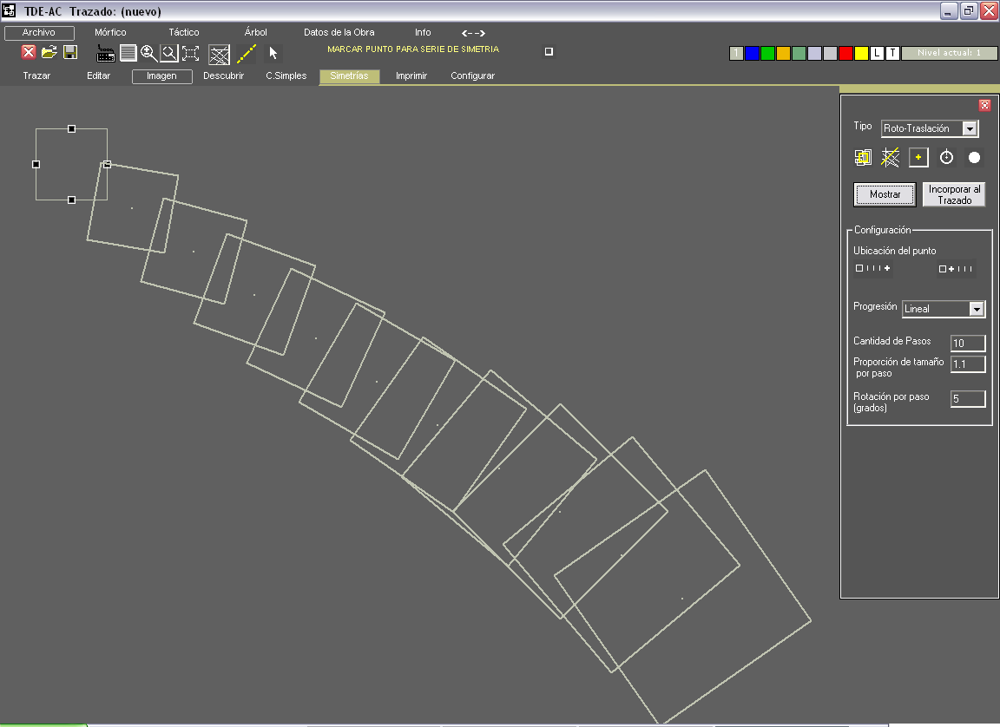 TDE-AC Trazado: (nuevo)
Archivo Mórfico Táctico Árbol Datos de la Obra Info <-->
MARCAR PUNTO PARA SERIE DE SIMETRIA
1 L T Nivel actual: 1
Trazar Editar Imagen Descubrir C.Simples Simetrías Imprimir Configurar
Tipo Roto-Traslación
Mostrar
Incorporar al
Trazado
Configuración
Ubicación del punto
Progresión Lineal
Cantidad de Pasos 10
Proporción de tamaño
por paso 1.1
Rotación por paso
(grados) 5